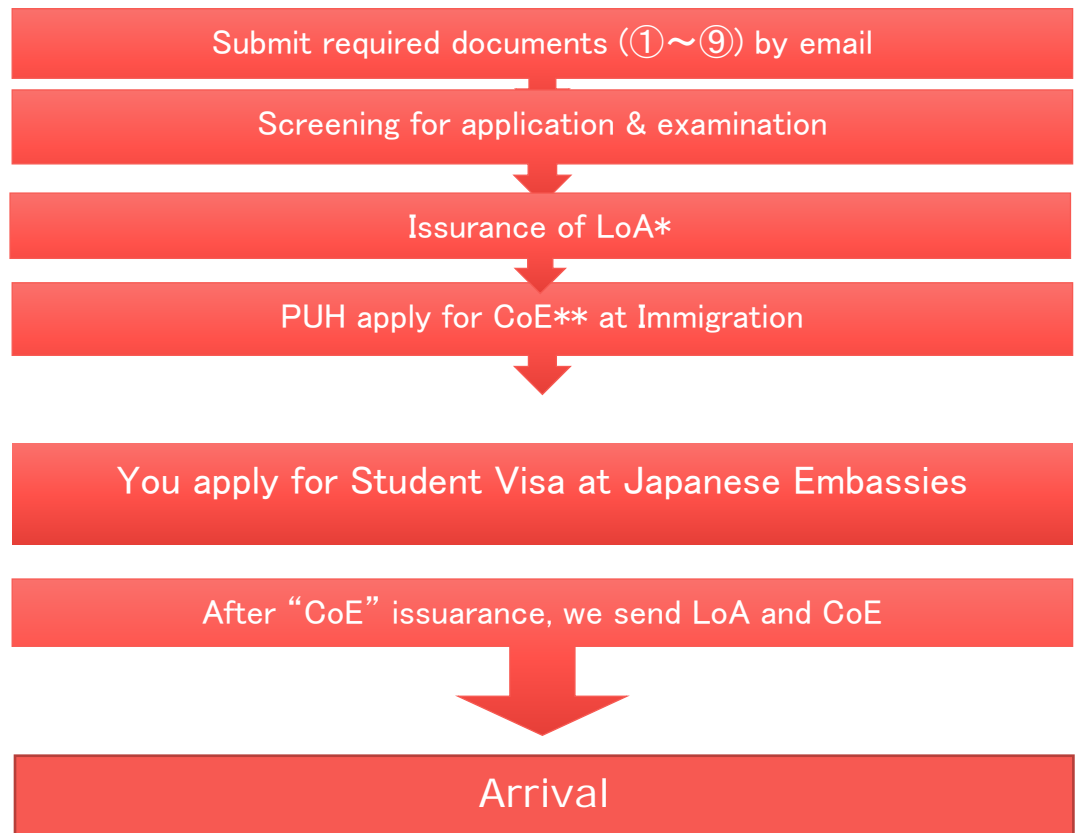 Submit required documents (①～⑨) by email
Screening for application & examination
Issurance of LoA*
PUH apply for CoE** at Immigration
You apply for Student Visa at Japanese Embassies
After “CoE” issuarance, we send LoA and CoE
Arrival